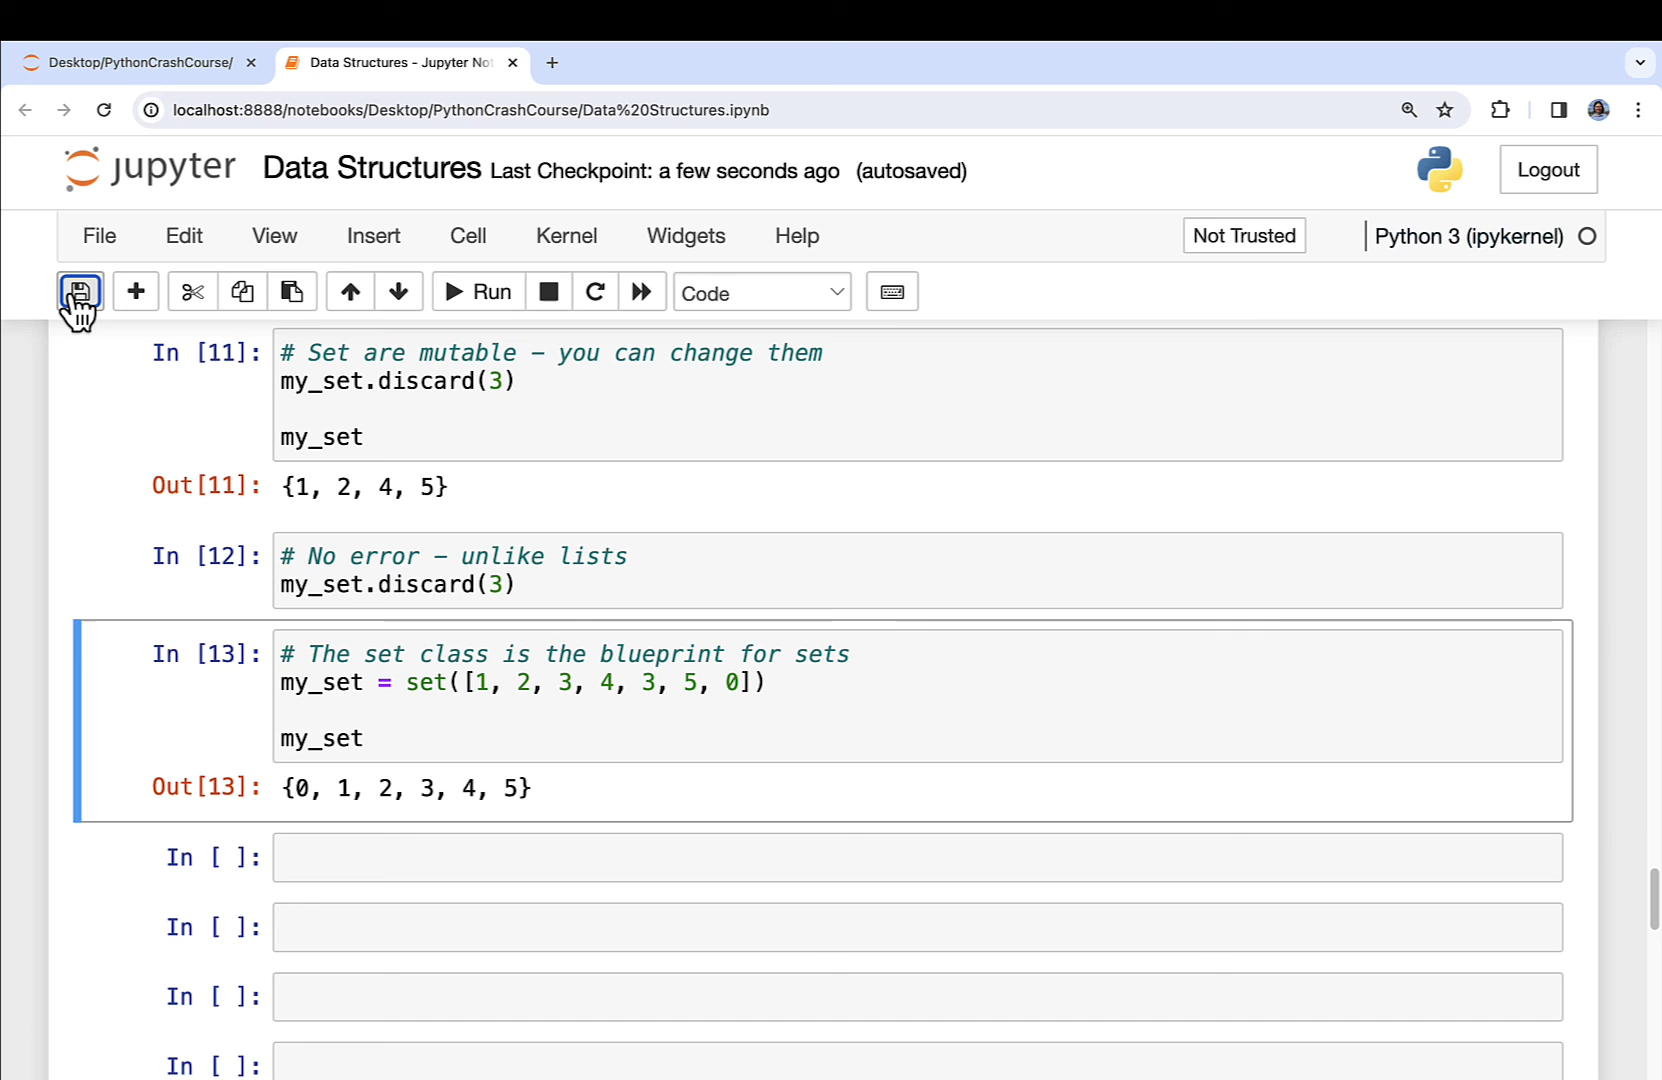 Desktop/PythonCrashCourse/
Data Structures - Jupyter Not
localhost:8888/notebooks/Desktop/PythonCrashCourse/Data%20Structures.ipynb
jupyter Data Structures Last Checkpoint: a few seconds ago (autosaved)
Logout
File Edit View Insert Cell Kernel Widgets Help
Not Trusted
Python 3 (ipykernel)
Run
Code
In [11]: # Set are mutable – you can change them
my_set.discard(3)
my_set
Out[11]: {1, 2, 4, 5}
In [12]: # No error – unlike lists
my_set.discard(3)
In [13]: # The set class is the blueprint for sets
my_set = set([1, 2, 3, 4, 3, 5, 0])
my_set
Out[13]: {0, 1, 2, 3, 4, 5}
In [ ]:
In [ ]:
In [ ]:
In [ ]: